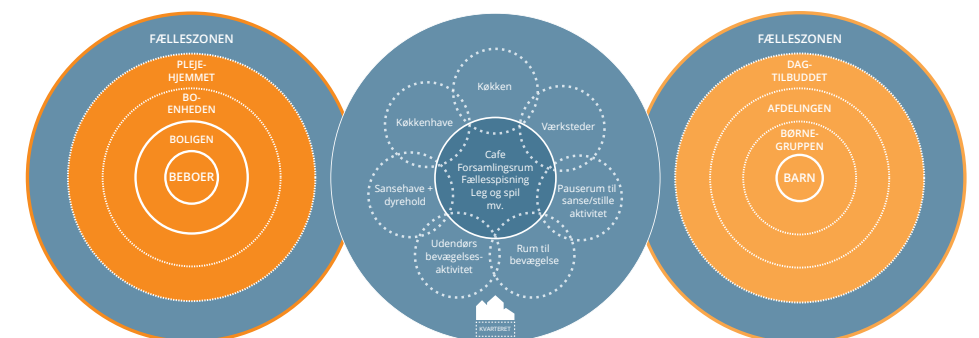 FÆLLESZONEN
PLEJE-
HJEMMET
BO-
ENHEDEN
BOLIGEN
BEBOER
Køkken
Køkkenhave
Værksteder
Cafe
Forsamlingsrum
Fællesspisning
Leg og spil
mv.
Sansehave +
dyrehold
Pauserum til
sanse/stille
aktivitet
Udendørs
bevægelses-
aktivitet
Rum til
bevægelse
KVARTERET
FÆLLESZONEN
DAG-
TILBUDDET
AFDELINGEN
BØRNE-
GRUPPEN
BARN